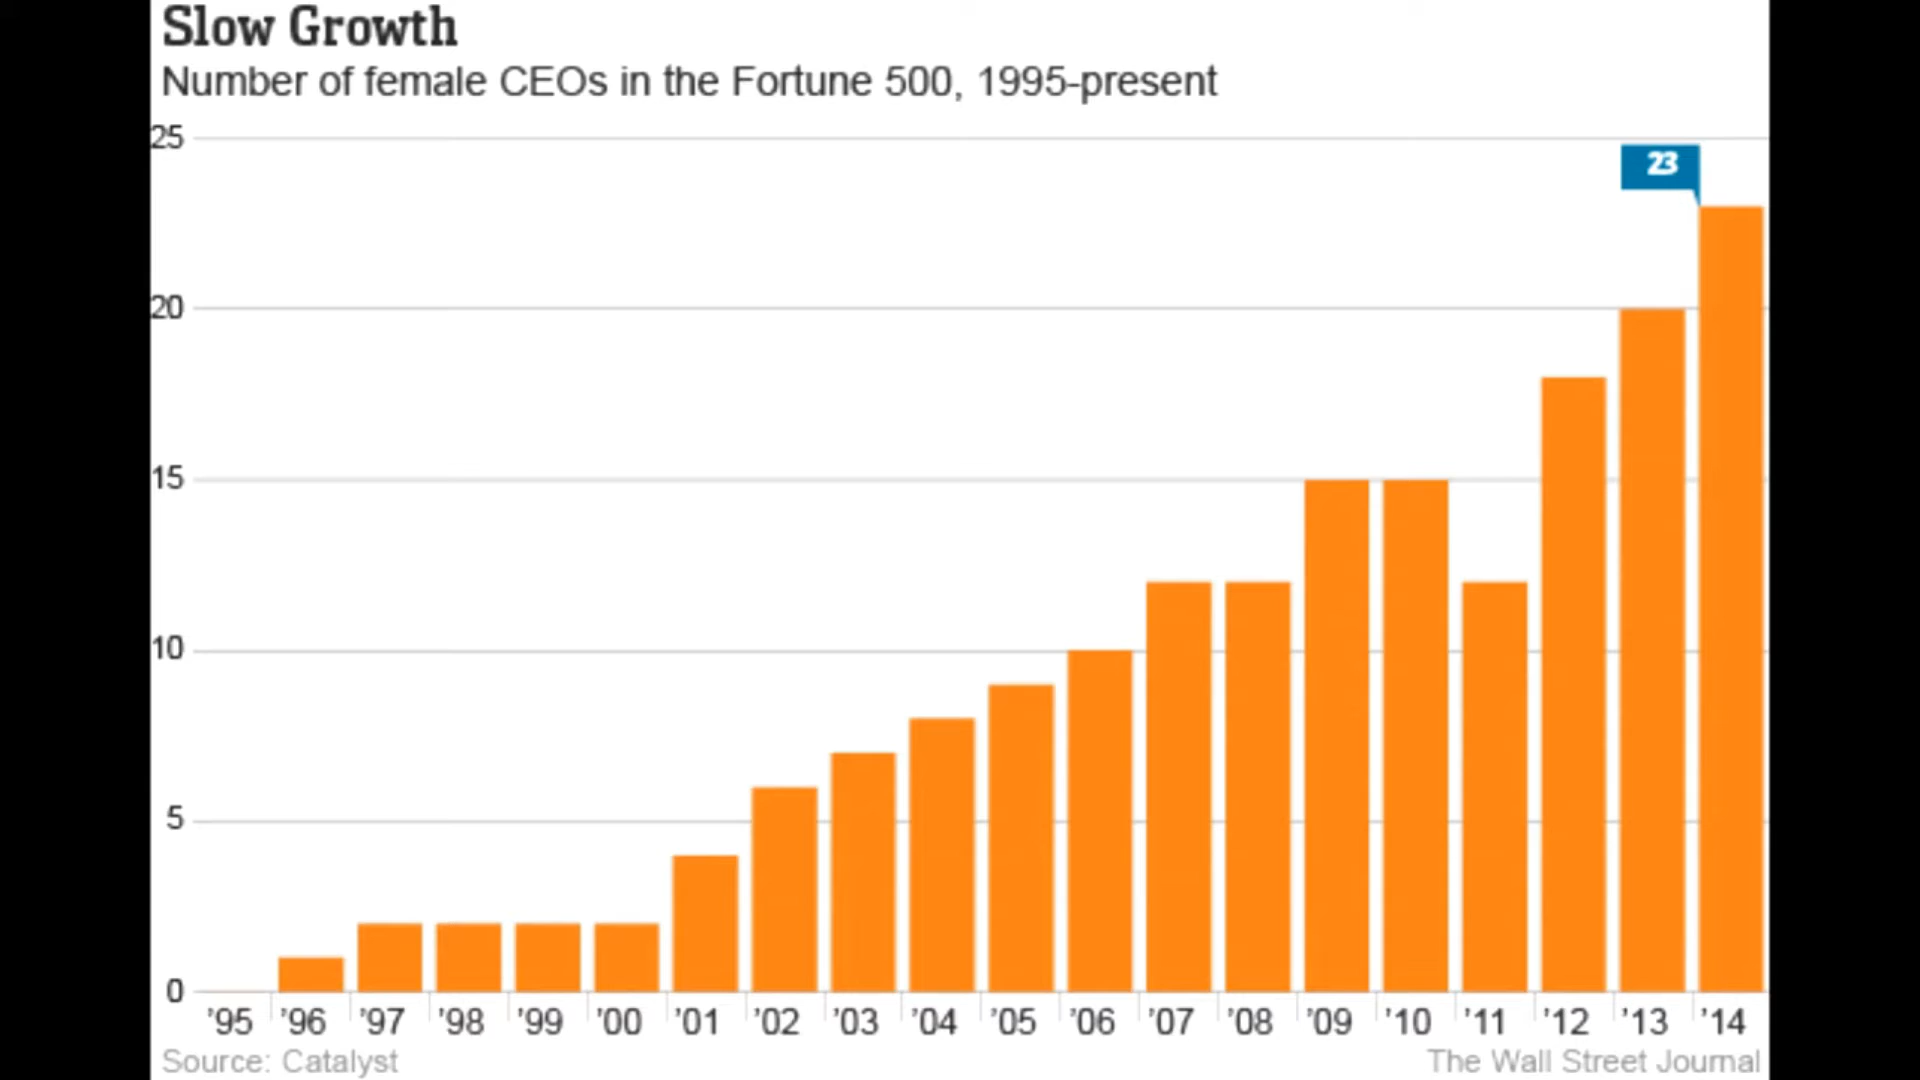 Slow Growth
Number of female CEOs in the Fortune 500, 1995-present
25
23
20
15
10
5
0
’95 ’96 ’97 ’98 ’99 ’00 ’01 ’02 ’03 ’04 ’05 ’06 ’07 ’08 ’09 ’10 ’11 ’12 ’13 ’14
Source: Catalyst The Wall Street Journal